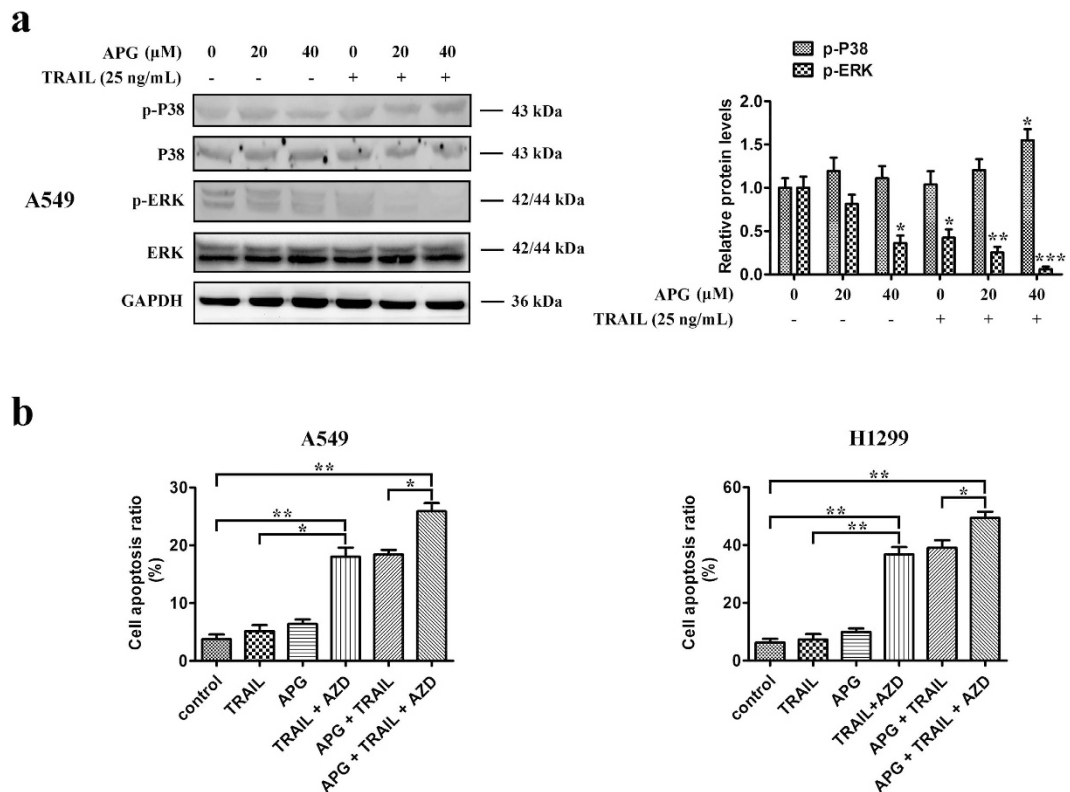 a
APG (μM) 0 20 40 0 20 40
TRAIL (25 ng/mL) - - - + + +
p-P38 43 kDa
P38 43 kDa
A549
p-ERK 42/44 kDa
ERK 42/44 kDa
GAPDH 36 kDa
p-P38
p-ERK
Relative protein levels
2.0
1.5
1.0
0.5
0.0
*
* * ** ***
APG (μM) 0 20 40 0 20 40
TRAIL (25 ng/mL) - - - + + +
b
A549
Cell apoptosis ratio
(%)
30
20
10
0
**
*
**
*
control
TRAIL
APG
TRAIL + AZD
APG + TRAIL
APG + TRAIL + AZD
H1299
Cell apoptosis ratio
(%)
60
40
20
0
**
*
**
**
control
TRAIL
APG
TRAIL+AZD
APG + TRAIL
APG + TRAIL + AZD